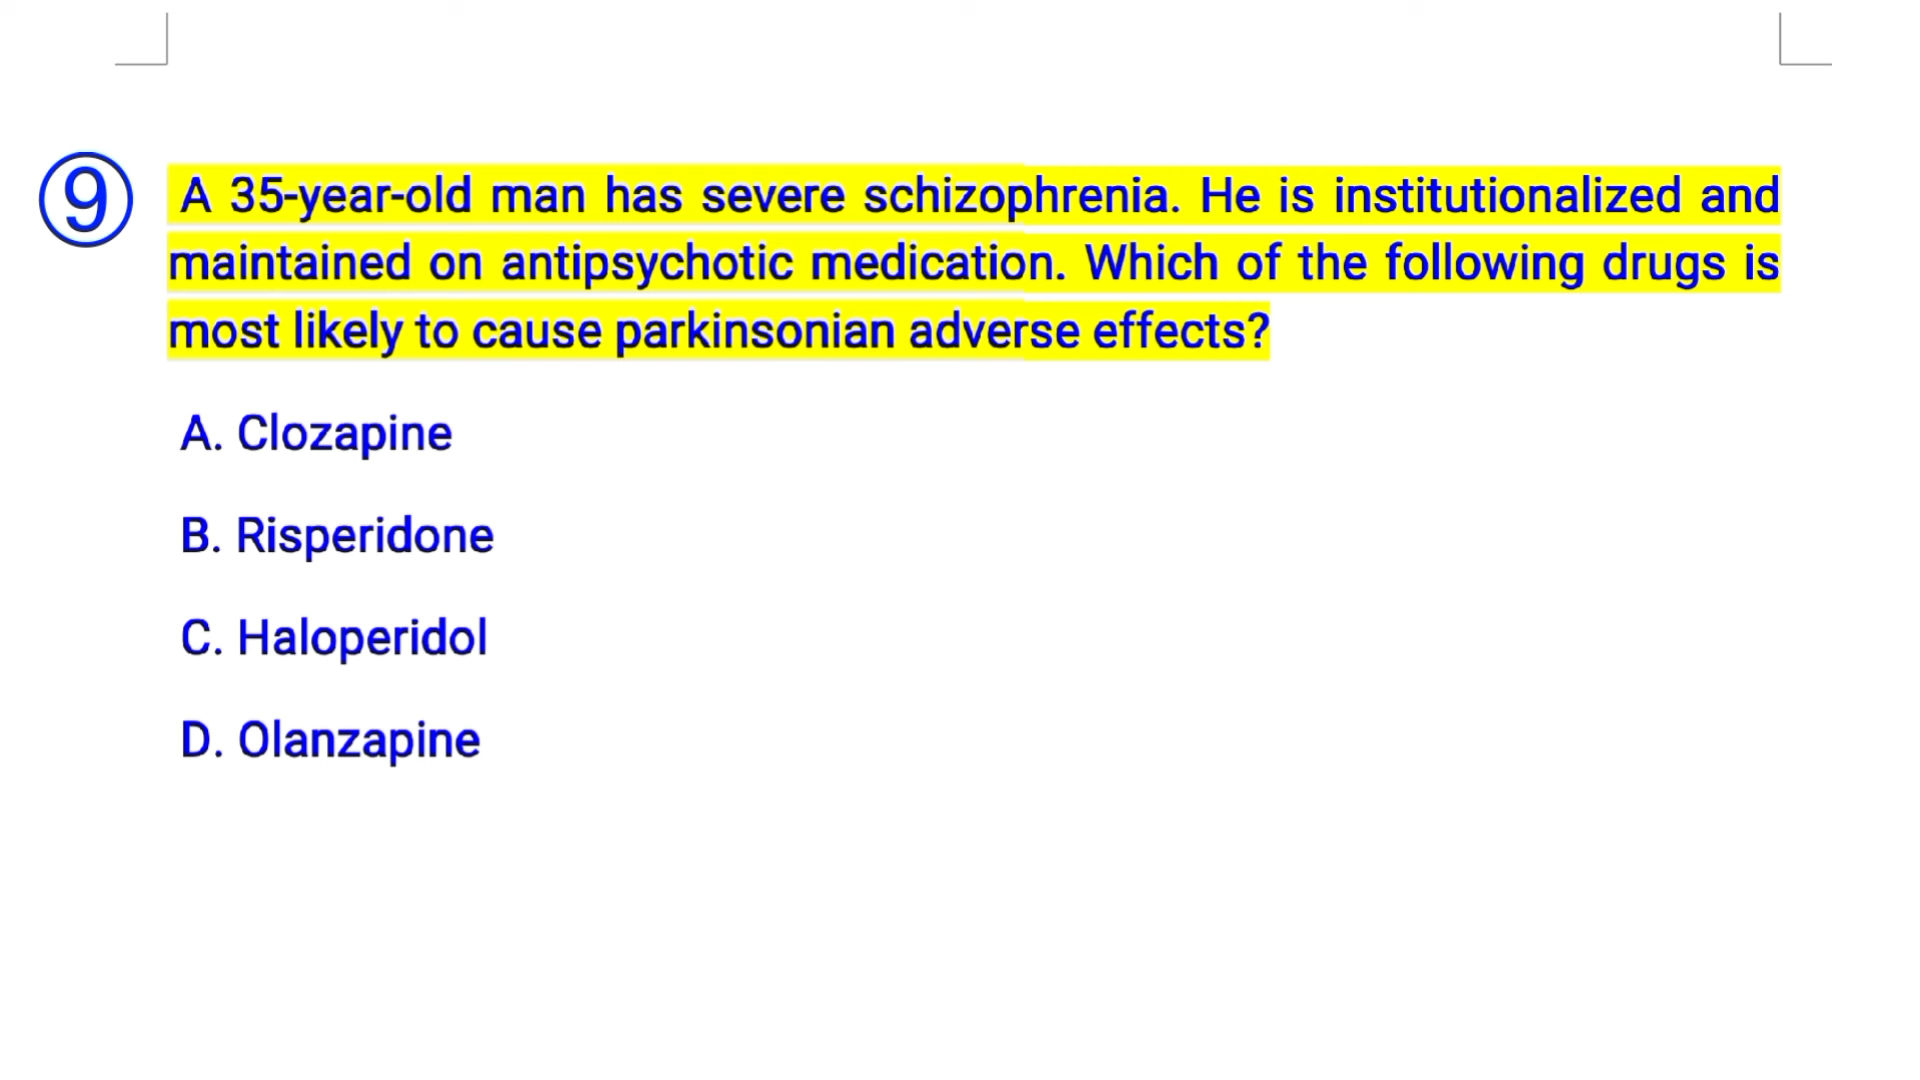 ⑨ A 35-year-old man has severe schizophrenia. He is institutionalized and
maintained on antipsychotic medication. Which of the following drugs is
most likely to cause parkinsonian adverse effects?
A. Clozapine
B. Risperidone
C. Haloperidol
D. Olanzapine